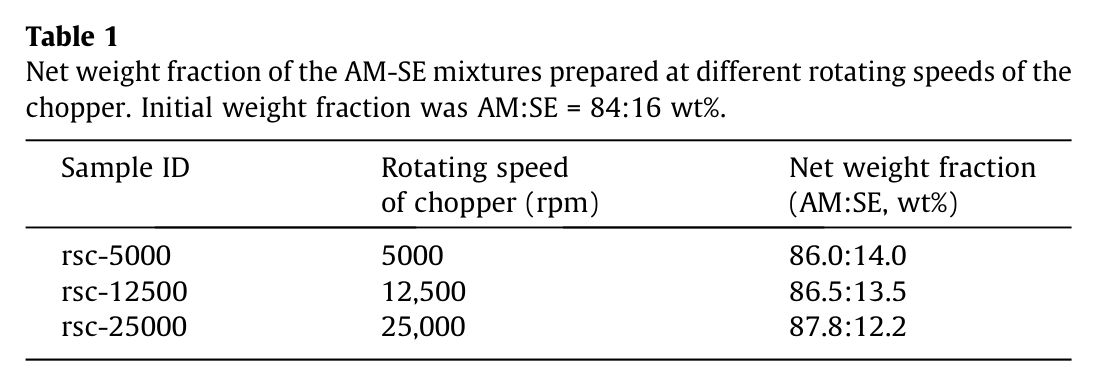 Table 1
Net weight fraction of the AM-SE mixtures prepared at different rotating speeds of the
chopper. Initial weight fraction was AM:SE = 84:16 wt%.
Sample ID Rotating speed Net weight fraction
of chopper (rpm) (AM:SE, wt%)
rsc-5000 5000 86.0:14.0
rsc-12500 12,500 86.5:13.5
rsc-25000 25,000 87.8:12.2